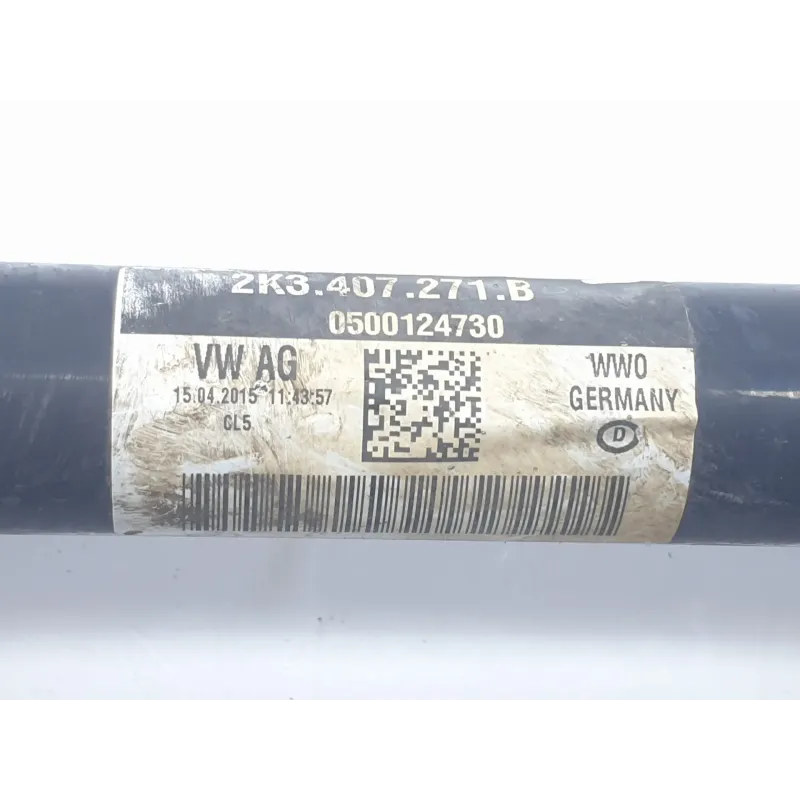 2K3.407.271.B
0500124730
VW AG
15.04.2015 11:43:57
CL5
WWO
GERMANY
D